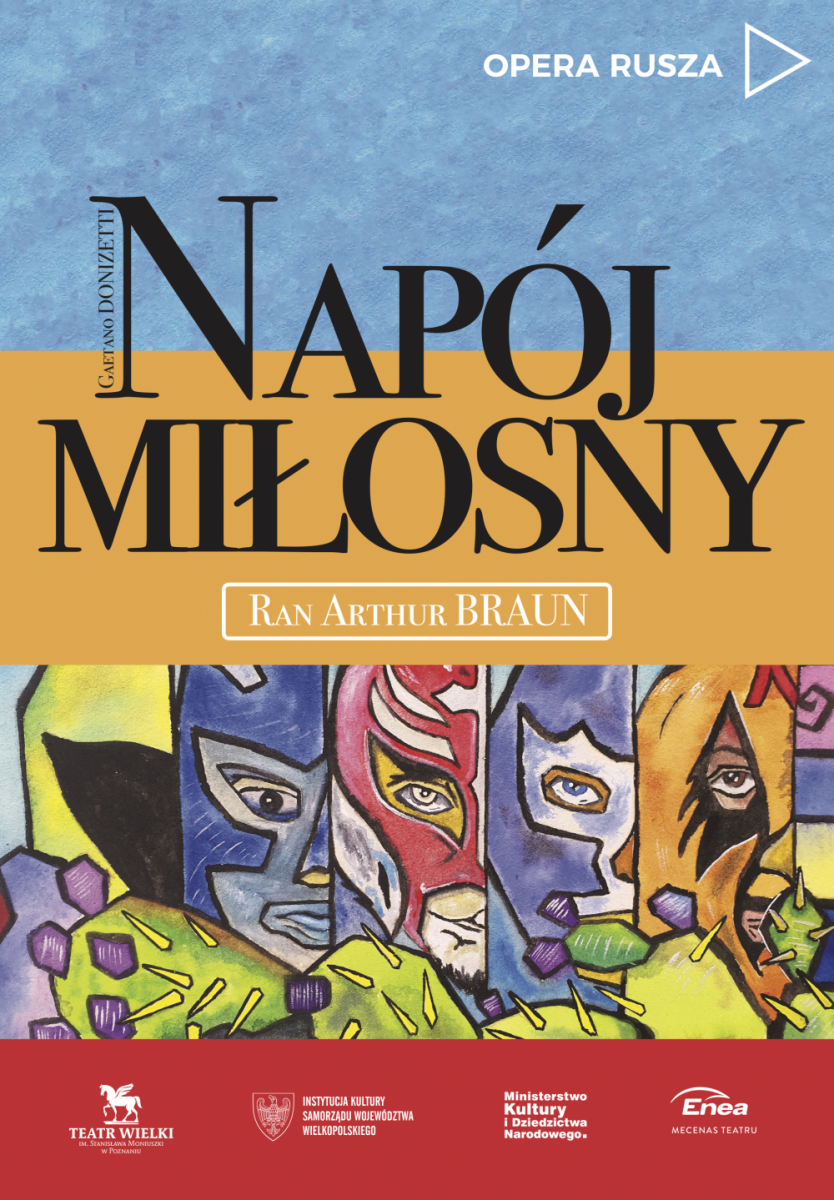 OPERA RUSZA
GAETANO DONIZETTI
NAPÓJ
MIŁOSNY
RAN ARTHUR BRAUN
TEATR WIELKI
IM. STANISŁAWA MONIUSZKI
W POZNANIU
INSTYTUCJA KULTURY
SAMORZĄDU WOJEWÓDZTWA
WIELKOPOLSKIEGO
Ministerstwo
Kultury
i Dziedzictwa
Narodowego.
Enea
MECENAS TEATRU